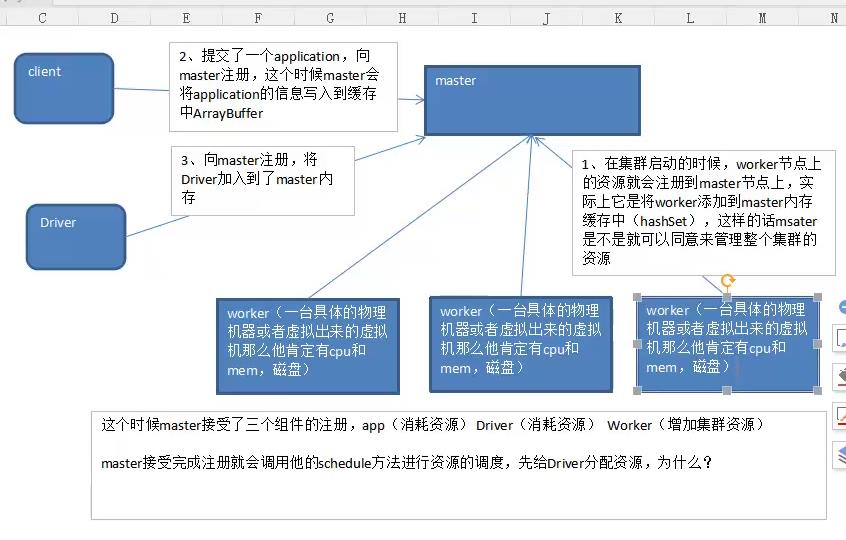 C D E F G H I J K L M N
client
2、提交了一个application，向
master注册，这个时候master会
将application的信息写入到缓存
中ArrayBuffer
master
3、向master注册，将
Driver加入到了master内
存
Driver
1、在集群启动的时候，worker节点上
的资源就会注册到master节点上，实
际上它是将worker添加到master内存
缓存中（hashSet），这样的话msater
是不是就可以同意来管理整个集群的
资源
worker（一台具体的物理
机器或者虚拟出来的虚拟
机那么他肯定有cpu和
mem，磁盘）
worker（一台具体的物理
机器或者虚拟出来的虚拟
机那么他肯定有cpu和
mem，磁盘）
worker（一台具体的物理
机器或者虚拟出来的虚拟
机那么他肯定有cpu和
mem，磁盘）
这个时候master接受了三个组件的注册，app（消耗资源） Driver（消耗资源） Worker（增加集群资源）
master接受完成注册就会调用他的schedule方法进行资源的调度，先给Driver分配资源，为什么？